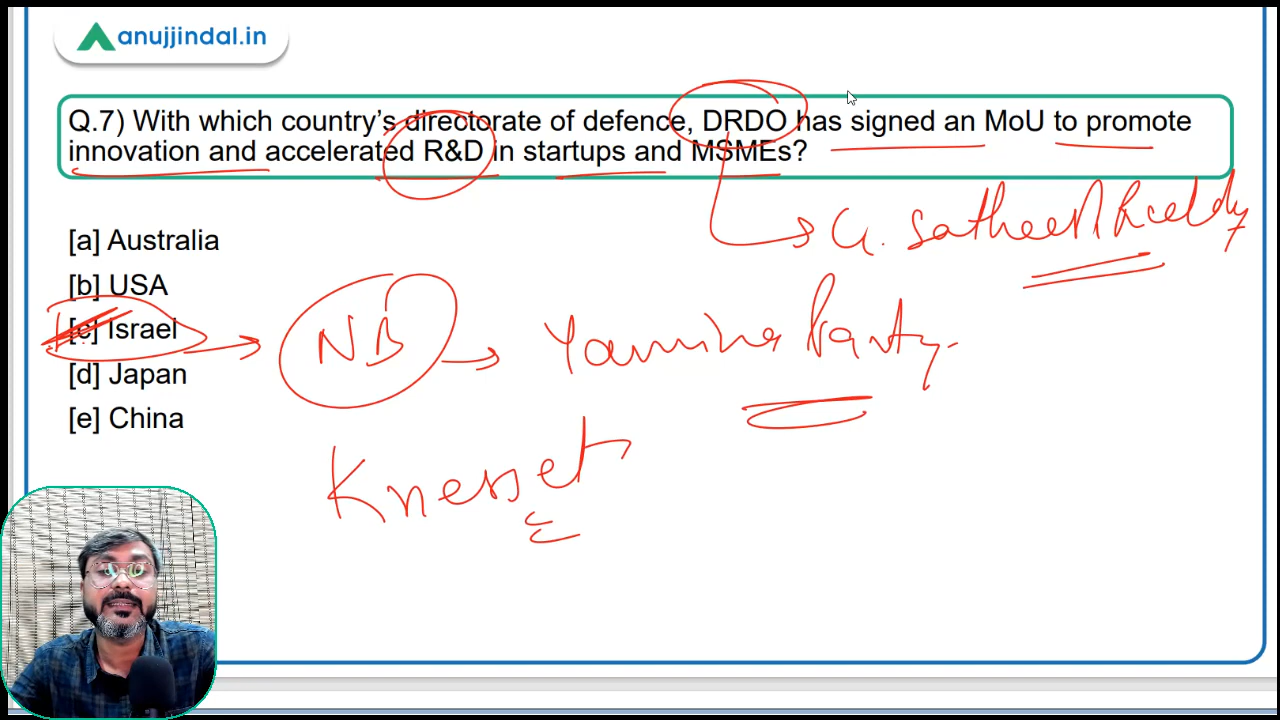 anujjindal.in
Q.7) With which country's directorate of defence, DRDO has signed an MoU to promote
innovation and accelerated R&D in startups and MSMEs?
G. Satheesh Reddy
[a] Australia
[b] USA
[c] Israel
NB
Yamina Party
[d] Japan
[e] China
Knesset